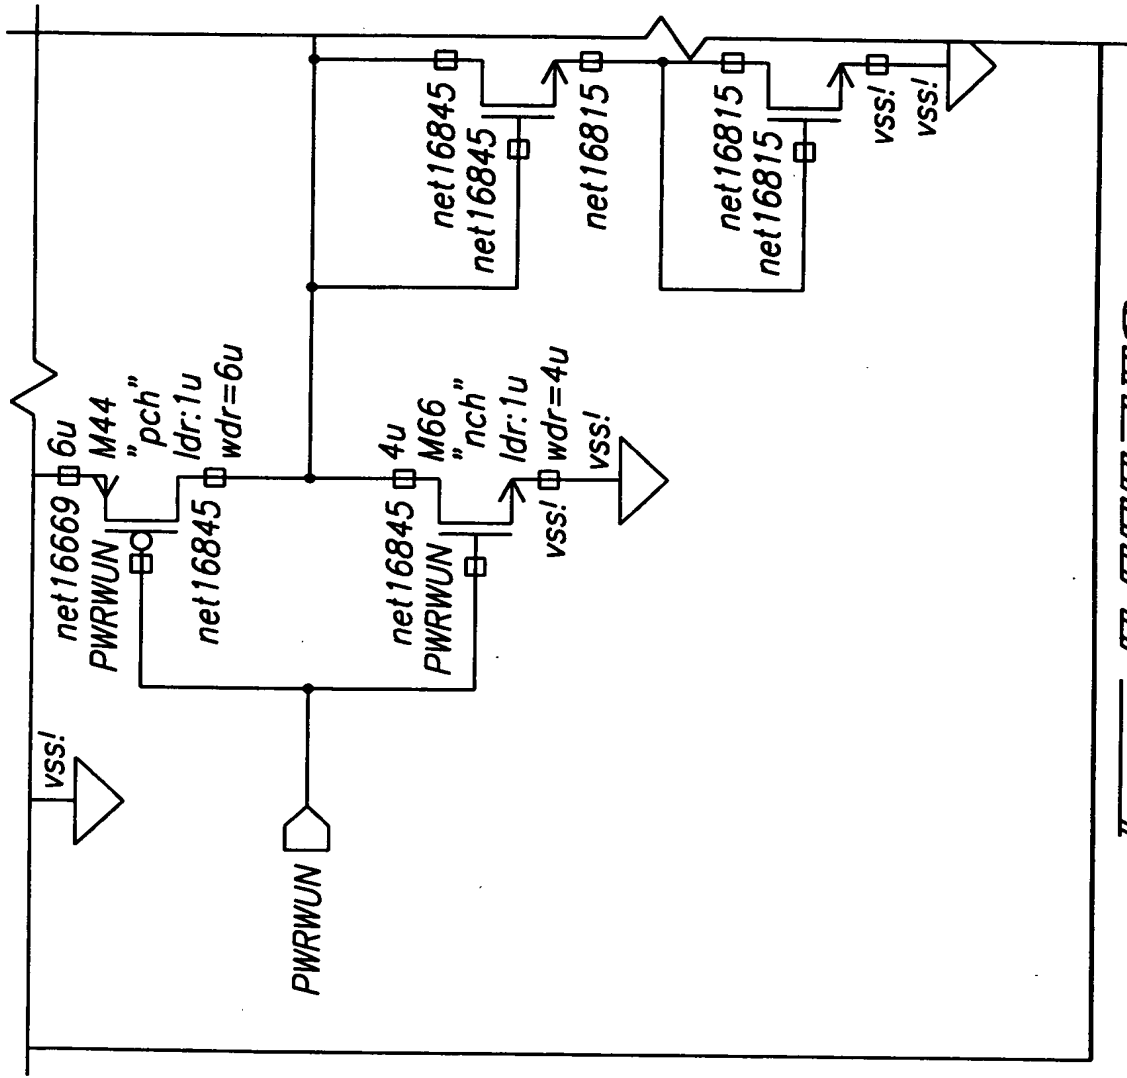 vss!
PWRWUN
net16669
PWRWUN
net16845
6u
M44
"pch"
ldr:1u
wdr=6u
net16845
PWRWUN
vss!
4u
M66
"nch"
ldr:1u
wdr=4u
vss!
net16845
net16845
net16815
net16815
net16815
vss!
vss!